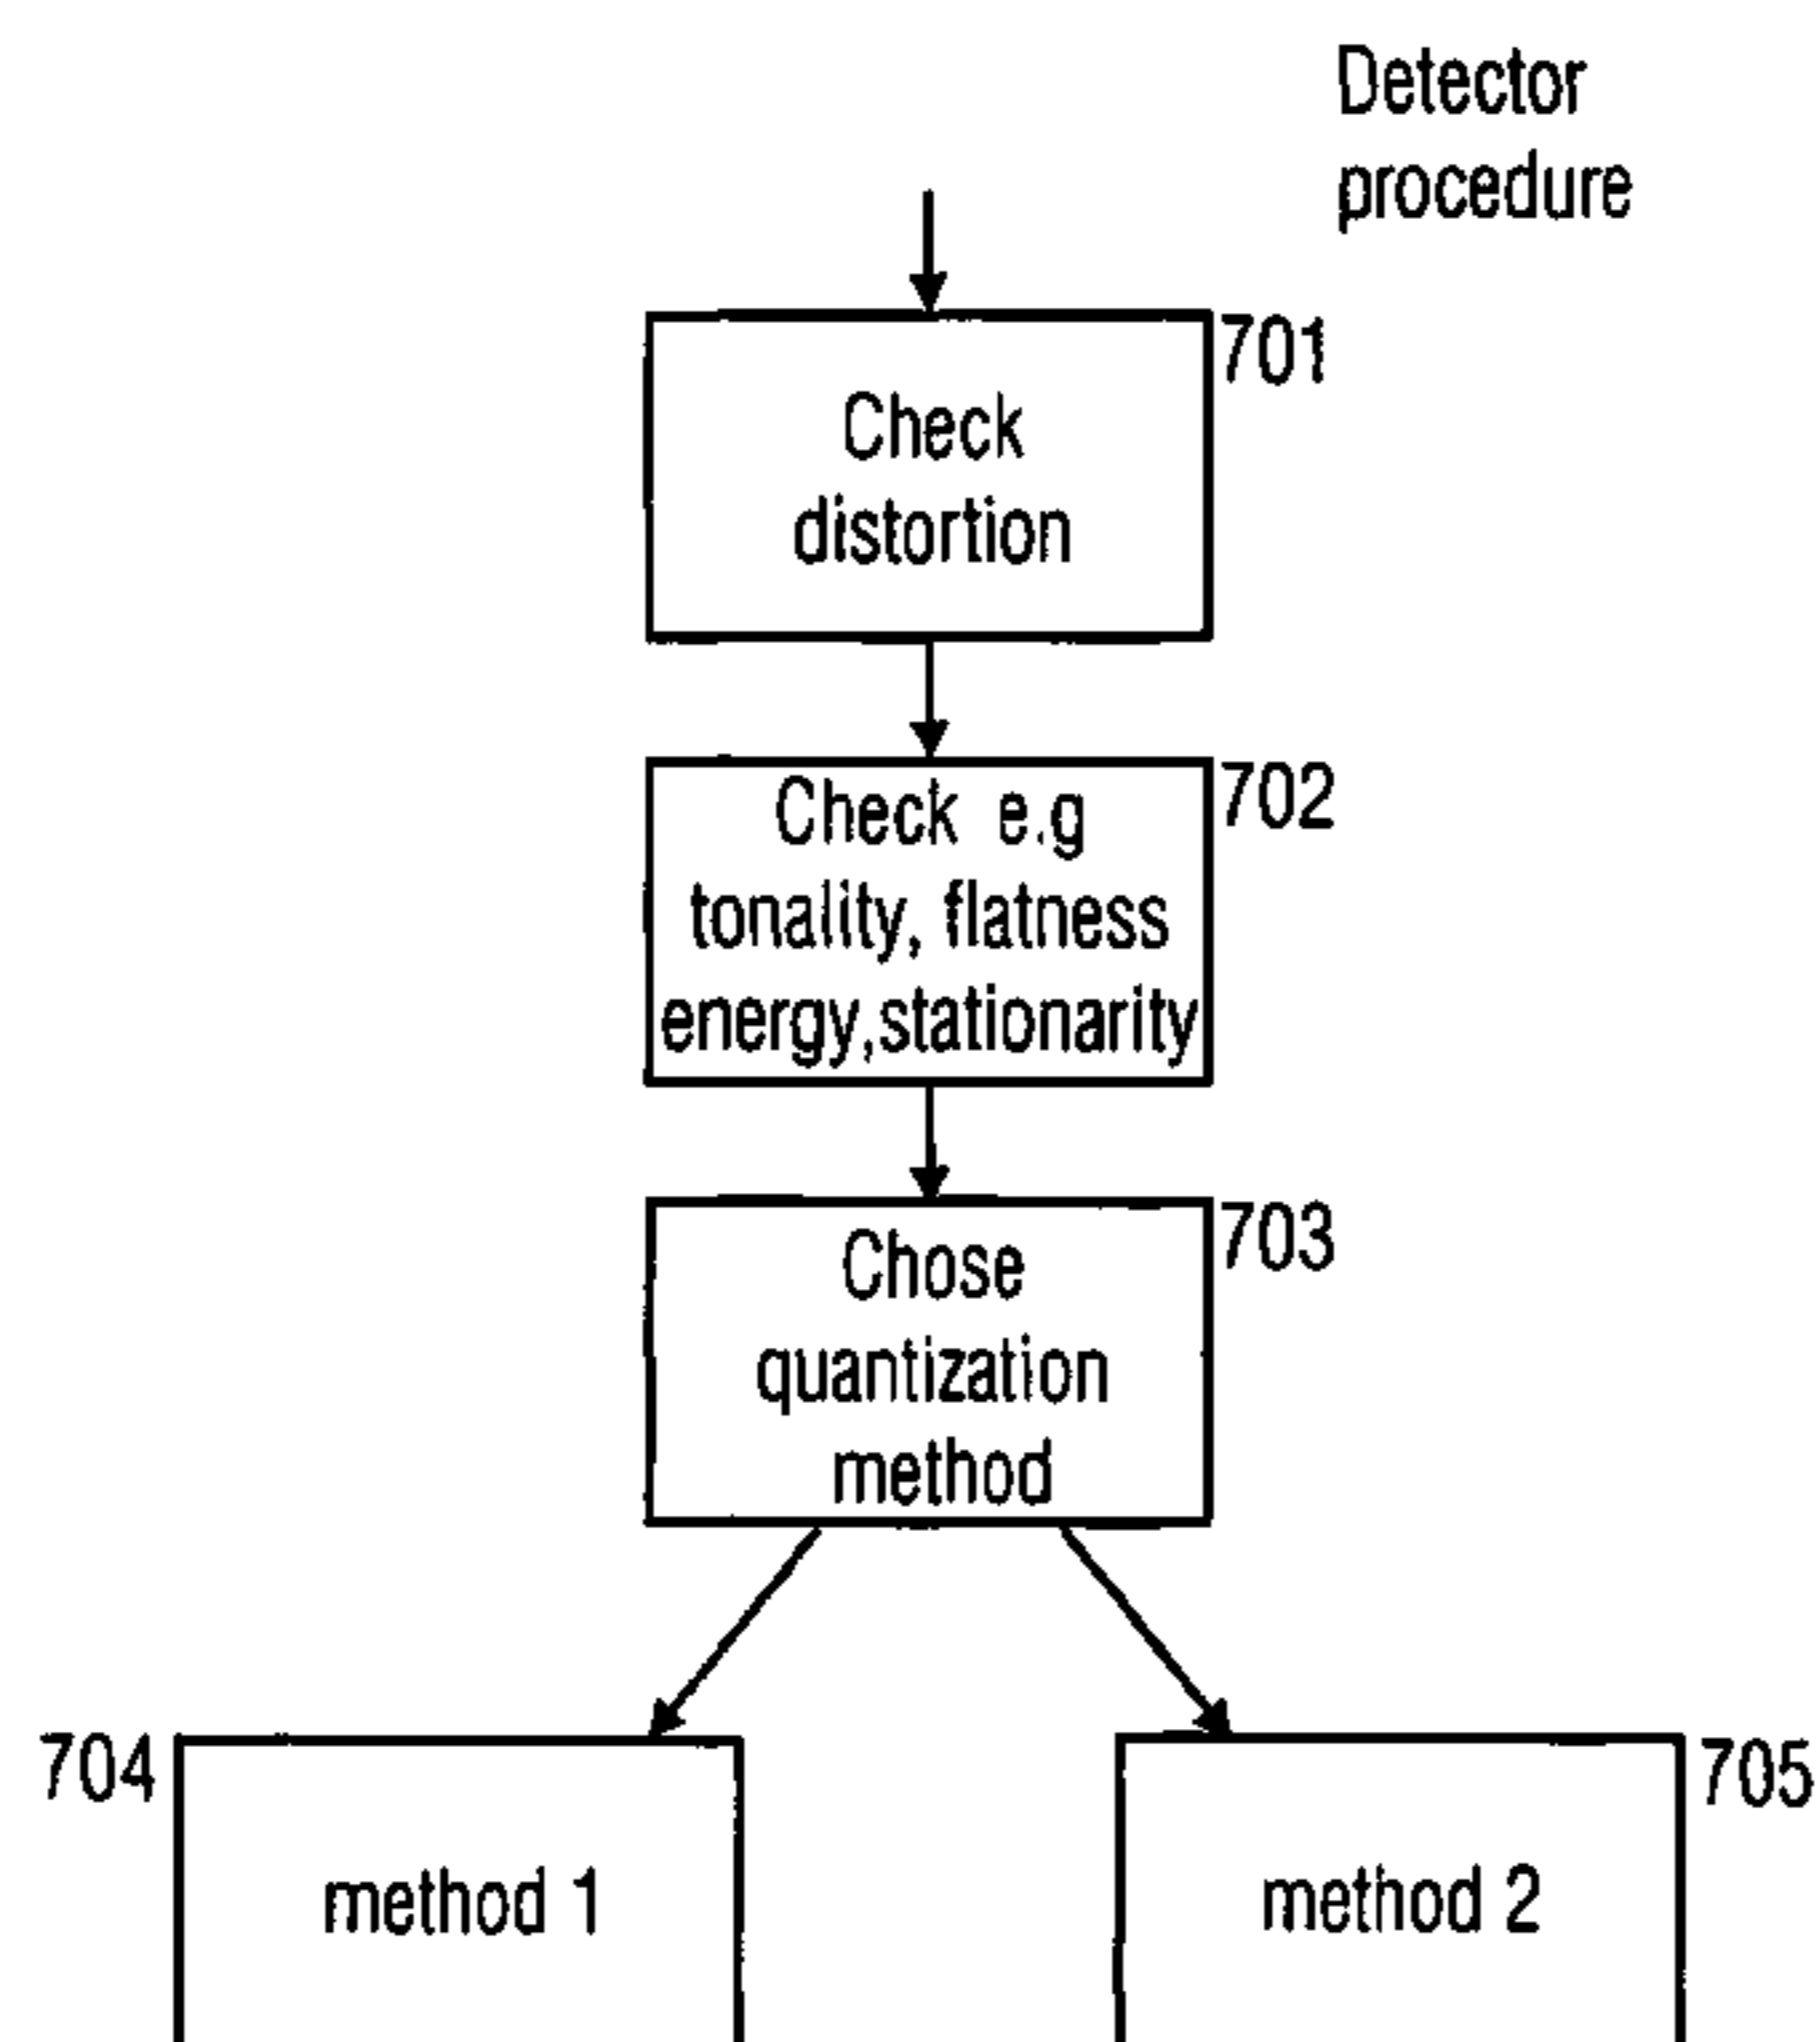 Detector
procedure
701
Check
distortion
702
Check e.g
tonality, flatness
energy,stationarity
703
Chose
quantization
method
704
method 1
705
method 2